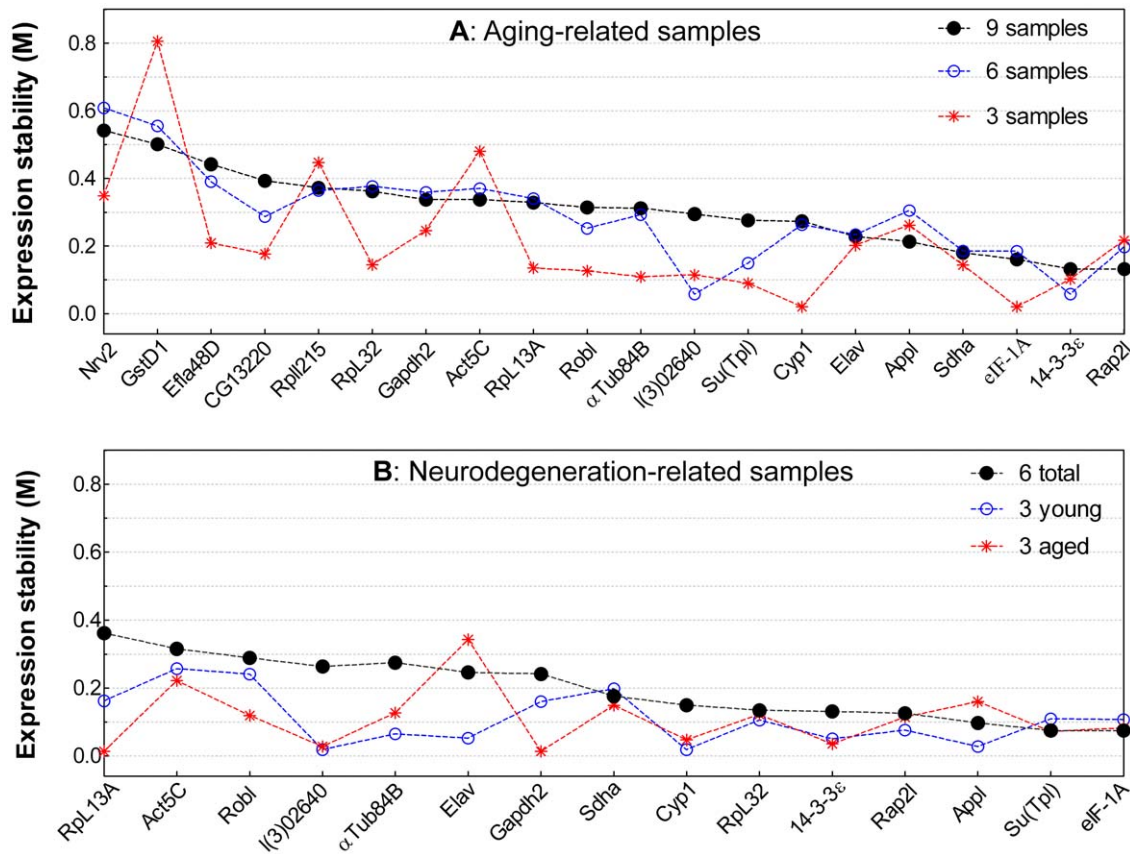 A: Aging-related samples
9 samples
6 samples
3 samples
Expression stability (M)
0.8
0.6
0.4
0.2
0.0
Nrv2
GstD1
Efla48D
CG13220
RpII215
RpL32
Gapdh2
Act5C
RpL13A
Robl
αTub84B
l(3)02640
Su(Tpl)
Cyp1
Elav
Appl
Sdha
eIF-1A
14-3-3ε
Rap2l
B: Neurodegeneration-related samples
6 total
3 young
3 aged
Expression stability (M)
0.8
0.6
0.4
0.2
0.0
RpL13A
Act5C
Robl
l(3)02640
αTub84B
Elav
Gapdh2
Sdha
Cyp1
RpL32
14-3-3ε
Rap2l
Appl
Su(Tpl)
eIF-1A